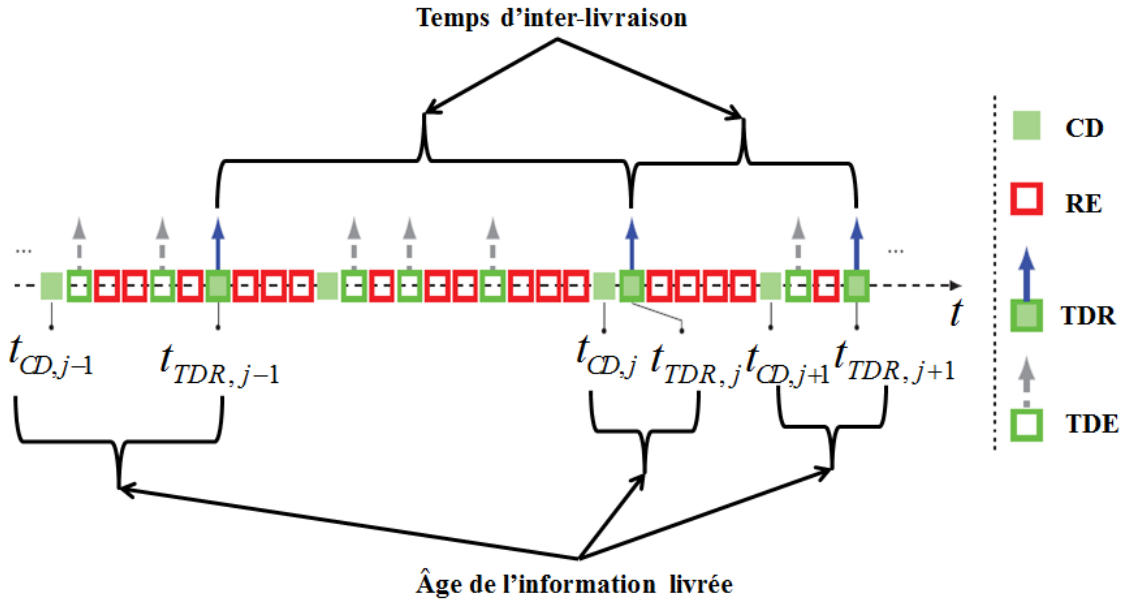 Temps d'inter-livraison
CD
RE
TDR
TDE
...
...
t
t_{CD,j-1}
t_{TDR,j-1}
t_{CD,j}
t_{TDR,j}
t_{CD,j+1}
t_{TDR,j+1}
Âge de l'information livrée